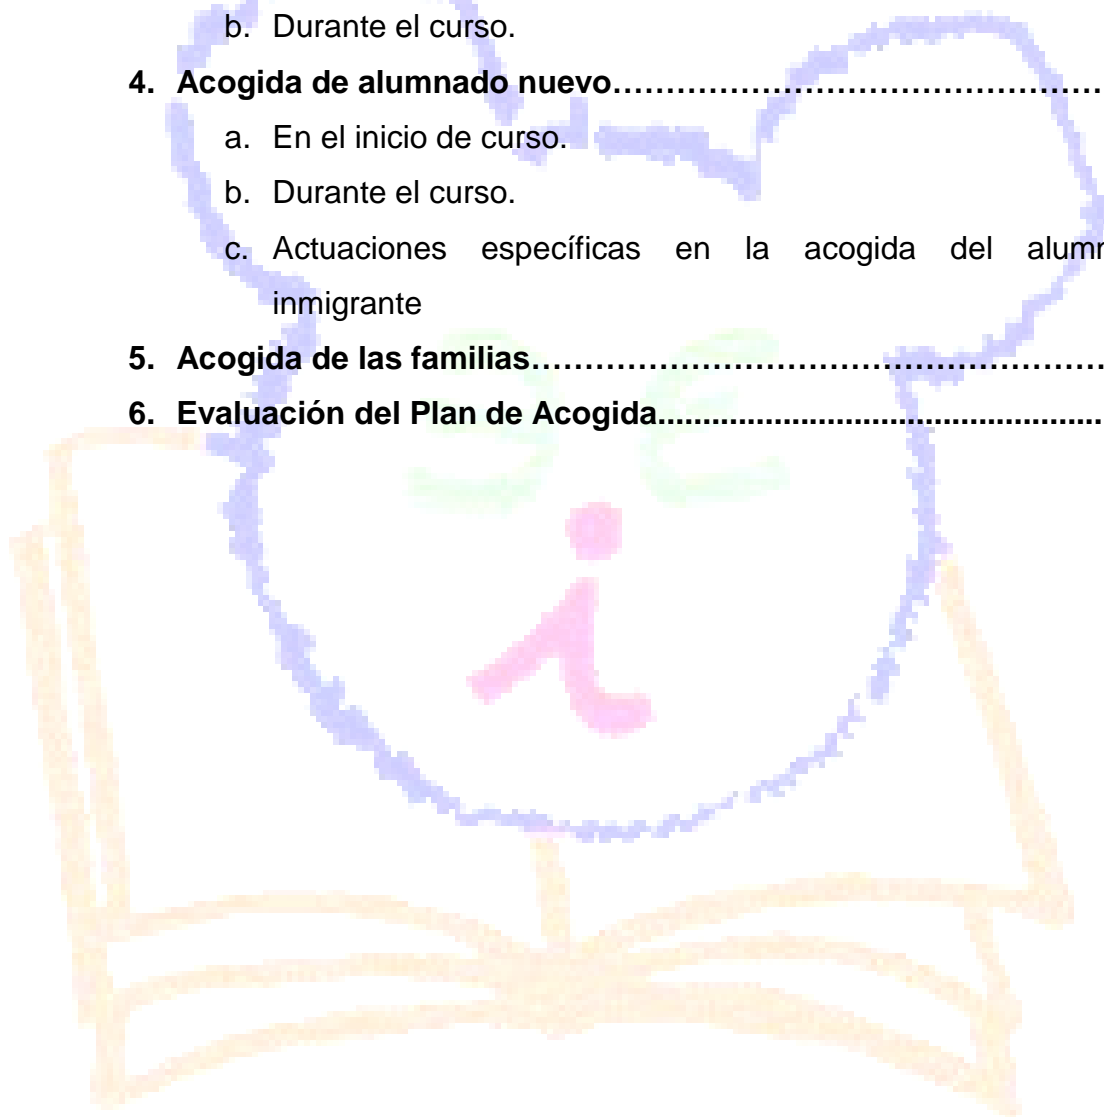 b. Durante el curso.
4. Acogida de alumnado nuevo……………………………………….
a. En el inicio de curso.
b. Durante el curso.
c. Actuaciones específicas en la acogida del
inmigrante
5. Acogida de las familias……………………………………………….
6. Evaluación del Plan de Acogida..................................................